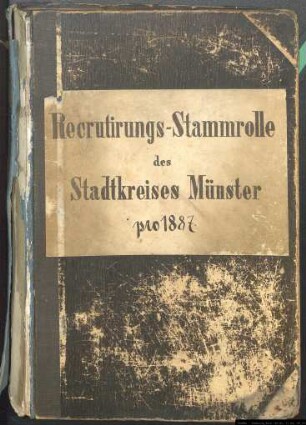 Recrutirungs-Stammrolle
des
Stadtkreises Münster
pro 1887